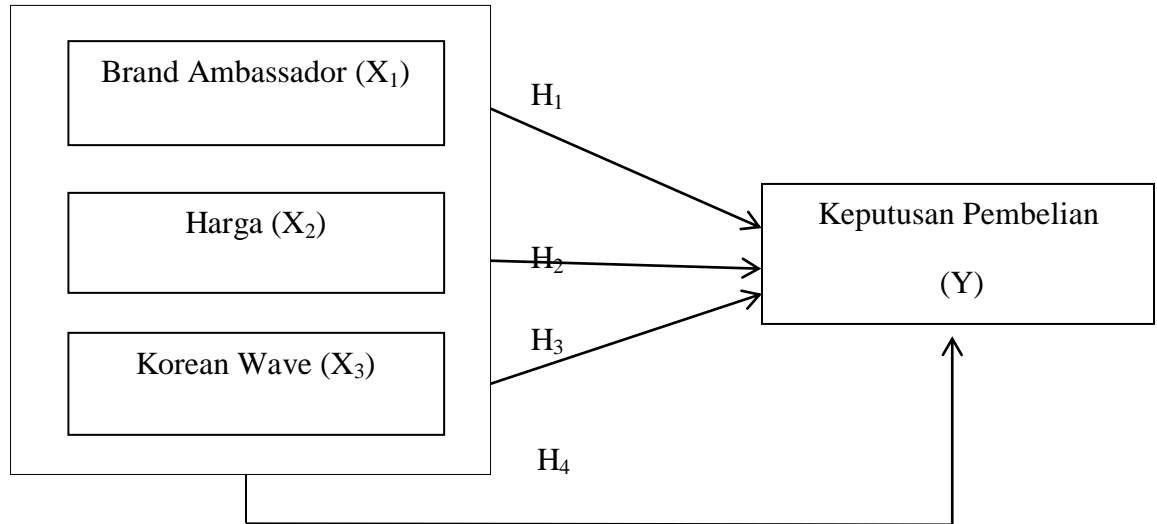 Brand Ambassador (X₁)
H₁
Harga (X₂)
Keputusan Pembelian
(Y)
H₂
Korean Wave (X₃)
H₃
H₄